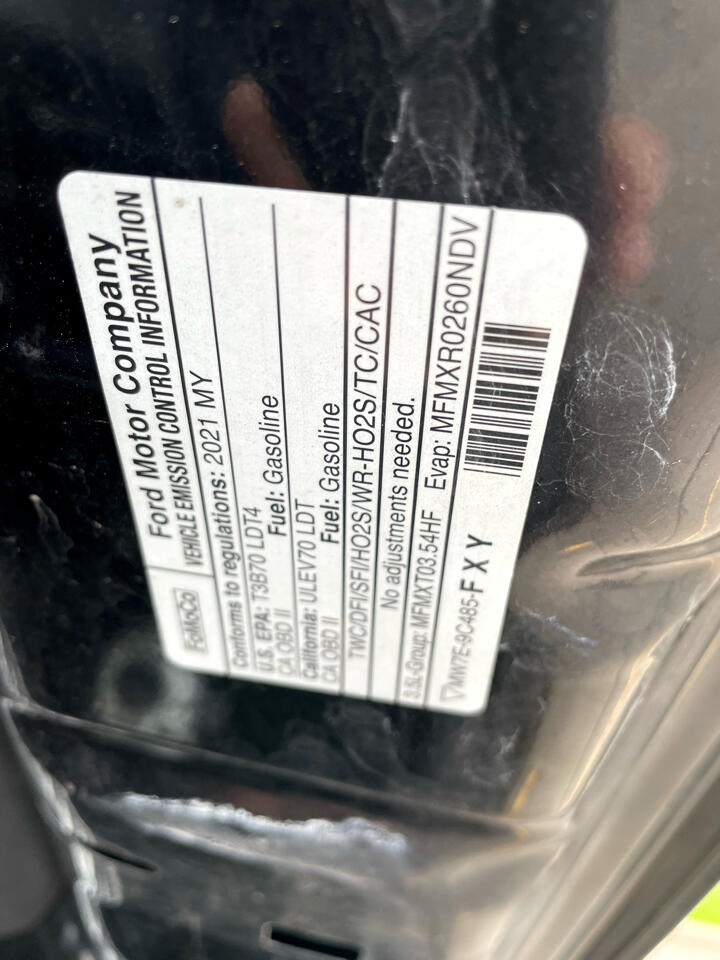 Ford Motor Company
FoMoCo
VEHICLE EMISSION CONTROL INFORMATION
Conforms to regulations: 2021 MY
U.S. EPA: T3B70 LDT4
CA OBD II Fuel: Gasoline
California: ULEV70 LDT
CA OBD II Fuel: Gasoline
TWC/DFI/SFI/HO2S/WR-HO2S/TC/CAC
No adjustments needed.
3.5L-Group: MFMXT03.54HF Evap: MFMXR0260NDV
MW7E-9C485-F X Y